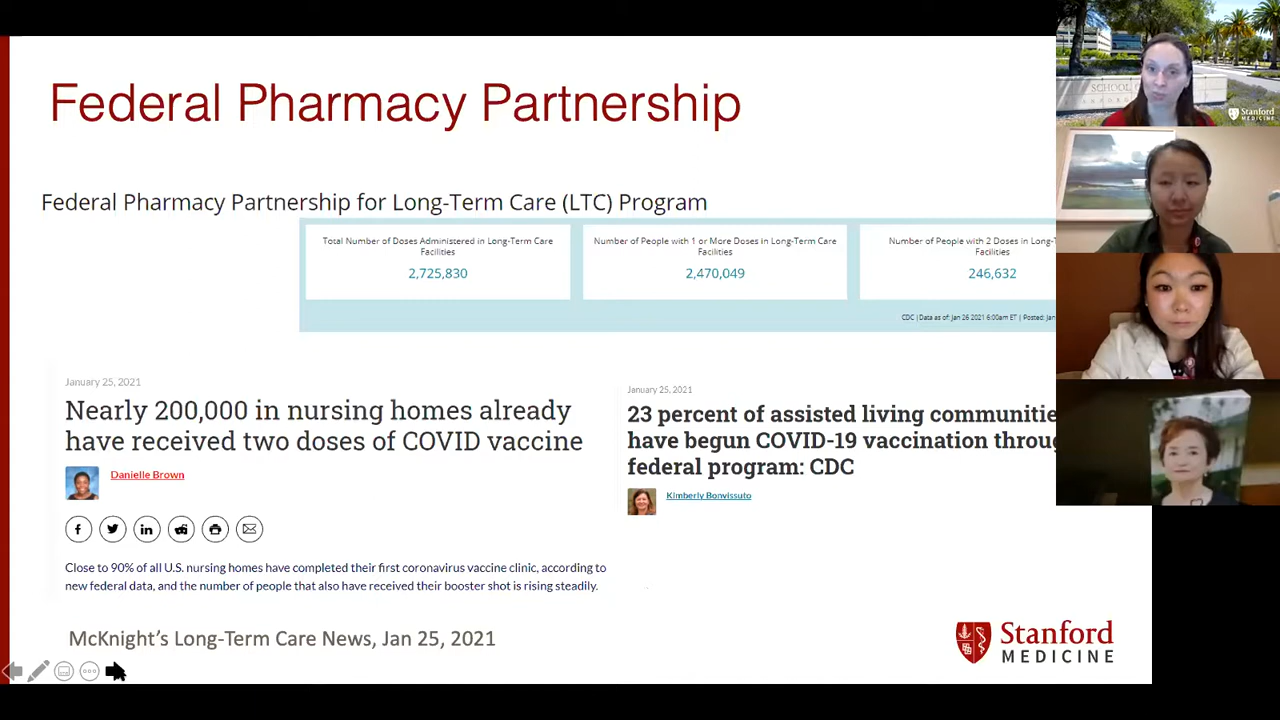 Federal Pharmacy Partnership
Federal Pharmacy Partnership for Long-Term Care (LTC) Program
Total Number of Doses Administered in Long-Term Care
Facilities
2,725,830
Number of People with 1 or More Doses in Long-Term Care
Facilities
2,470,049
Number of People with 2 Doses in Long-T
Facilities
246,632
CDC |Data as of: Jan 26 2021 6:00am ET | Posted: Jan
January 25, 2021
Nearly 200,000 in nursing homes already
have received two doses of COVID vaccine
Danielle Brown
Close to 90% of all U.S. nursing homes have completed their first coronavirus vaccine clinic, according to
new federal data, and the number of people that also have received their booster shot is rising steadily.
January 25, 2021
23 percent of assisted living communitie
have begun COVID-19 vaccination throug
federal program: CDC
Kimberly Bonvissuto
McKnight's Long-Term Care News, Jan 25, 2021
Stanford
MEDICINE
SCHOOL
Stanford
MEDICINE